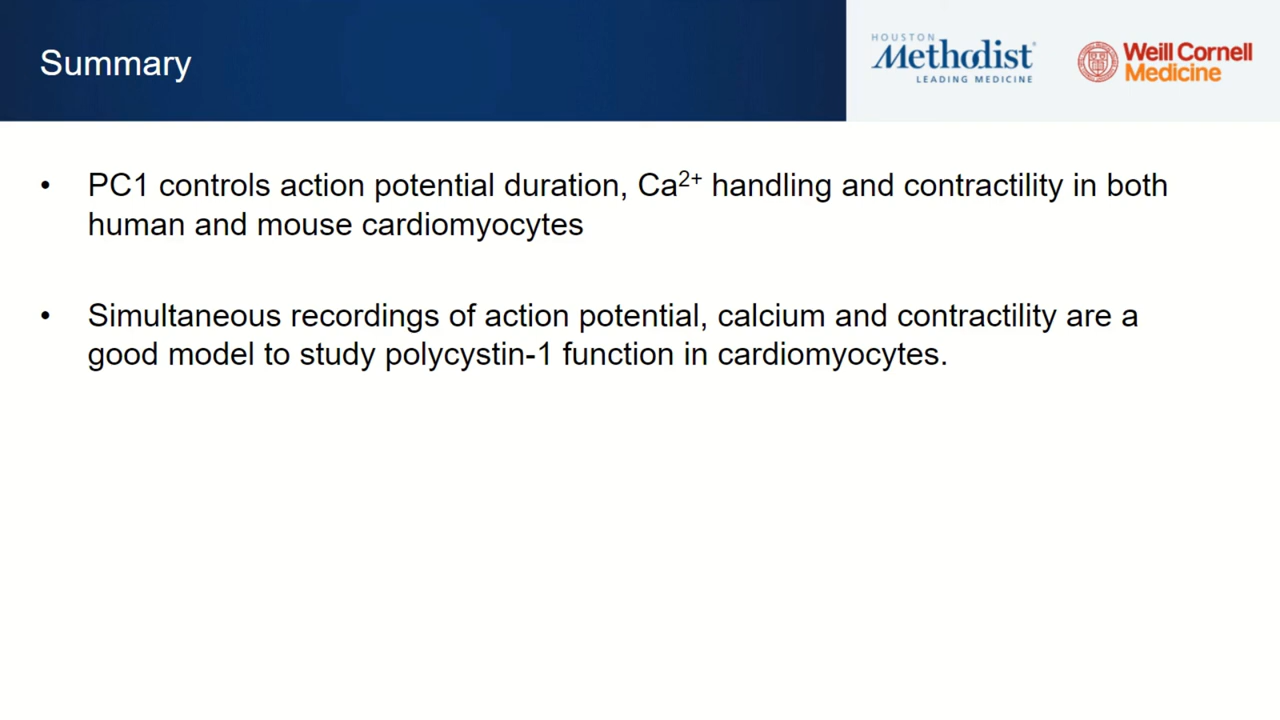 Summary
HOUSTON
Methodist
LEADING MEDICINE
Weill Cornell
Medicine
• PC1 controls action potential duration, Ca²⁺ handling and contractility in both
human and mouse cardiomyocytes
• Simultaneous recordings of action potential, calcium and contractility are a
good model to study polycystin-1 function in cardiomyocytes.